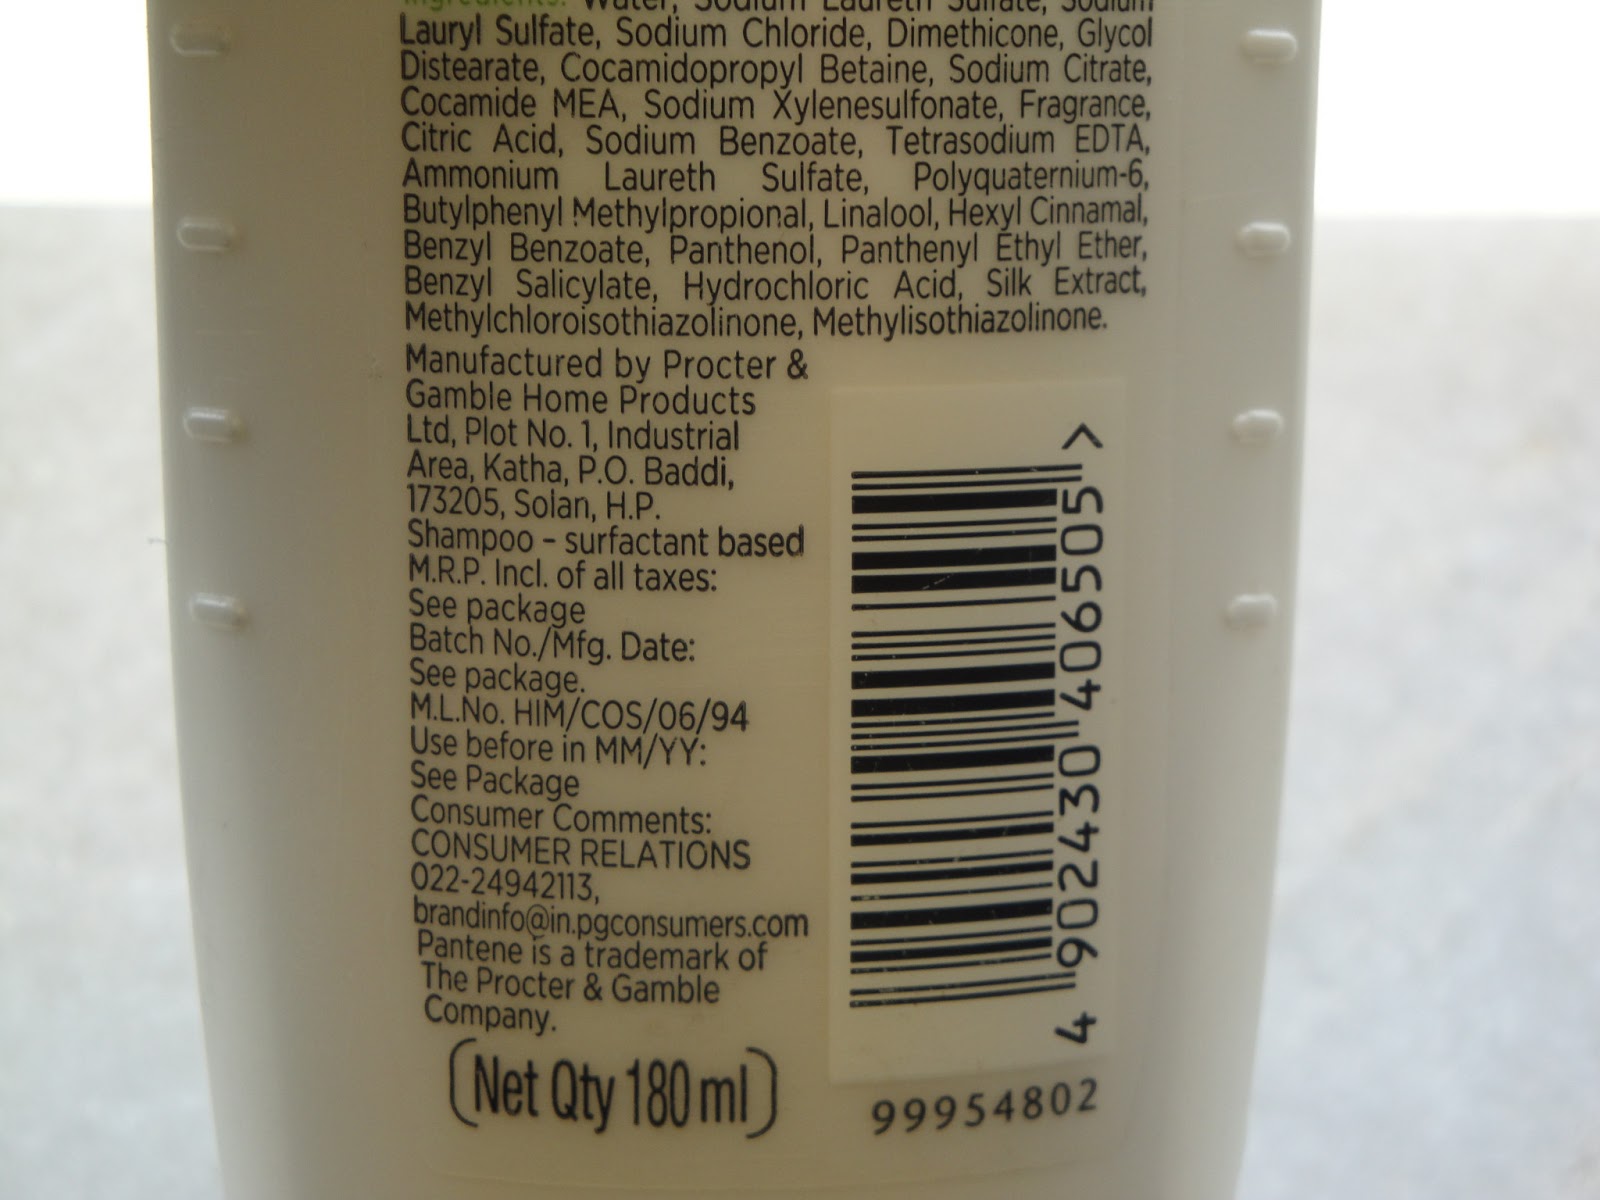 Ingredients: Water, Sodium Laureth Sulfate, Sodium
Lauryl Sulfate, Sodium Chloride, Dimethicone, Glycol
Distearate, Cocamidopropyl Betaine, Sodium Citrate,
Cocamide MEA, Sodium Xylenesulfonate, Fragrance,
Citric Acid, Sodium Benzoate, Tetrasodium EDTA,
Ammonium Laureth Sulfate, Polyquaternium-6,
Butylphenyl Methylpropional, Linalool, Hexyl Cinnamal,
Benzyl Benzoate, Panthenol, Panthenyl Ethyl Ether,
Benzyl Salicylate, Hydrochloric Acid, Silk Extract,
Methylchloroisothiazolinone, Methylisothiazolinone.
Manufactured by Procter &
Gamble Home Products
Ltd, Plot No. 1, Industrial
Area, Katha, P.O. Baddi,
173205, Solan, H.P.
Shampoo - surfactant based
M.R.P. Incl. of all taxes:
See package
Batch No./Mfg. Date:
See package.
M.L.No. HIM/COS/06/94
Use before in MM/YY:
See Package
Consumer Comments:
CONSUMER RELATIONS
022-24942113,
brandinfo@in.pgconsumers.com
Pantene is a trademark of
The Procter & Gamble
Company.
(Net Qty 180 ml)
4 902430 406505 >
99954802